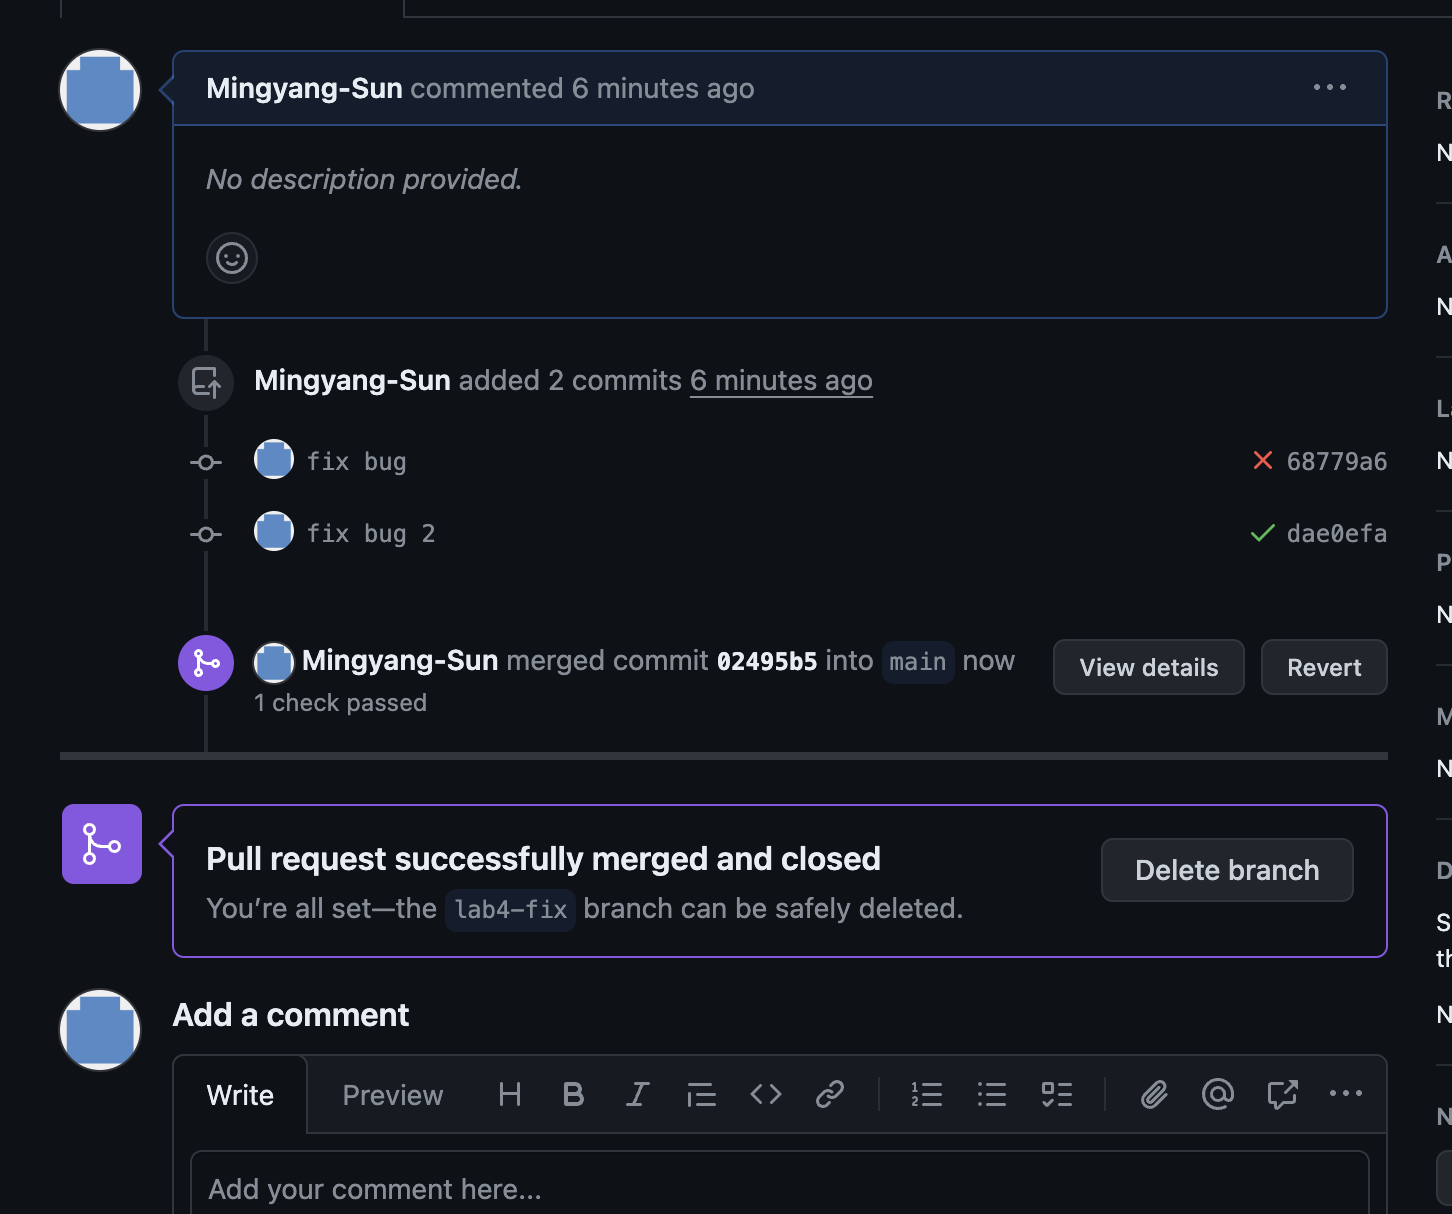 Mingyang-Sun commented 6 minutes ago
No description provided.
Mingyang-Sun added 2 commits 6 minutes ago
fix bug
68779a6
fix bug 2
dae0efa
Mingyang-Sun merged commit 02495b5 into main now
View details
Revert
1 check passed
Pull request successfully merged and closed
Delete branch
You’re all set—the lab4-fix branch can be safely deleted.
Add a comment
Write
Preview
Add your comment here...